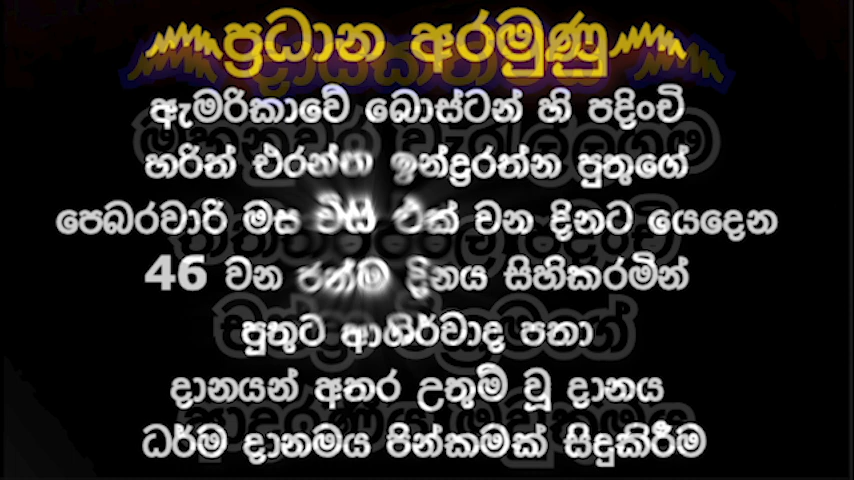 ප්‍රධාන අරමුණු
ඇමරිකාවේ බොස්ටන් හි පදිංචි
හරිත් එරන්ත ඉන්ද්‍රරත්න පුතුගේ
පෙබරවාරි මස විසි එක් වන දිනට යෙදෙන
46 වන ජන්ම දිනය සිහිකරමින්
පුතුට ආශිර්වාද පතා
දානයන් අතර උතුම් වූ දානය
ධර්ම දානමය පින්කමක් සිදුකිරීම